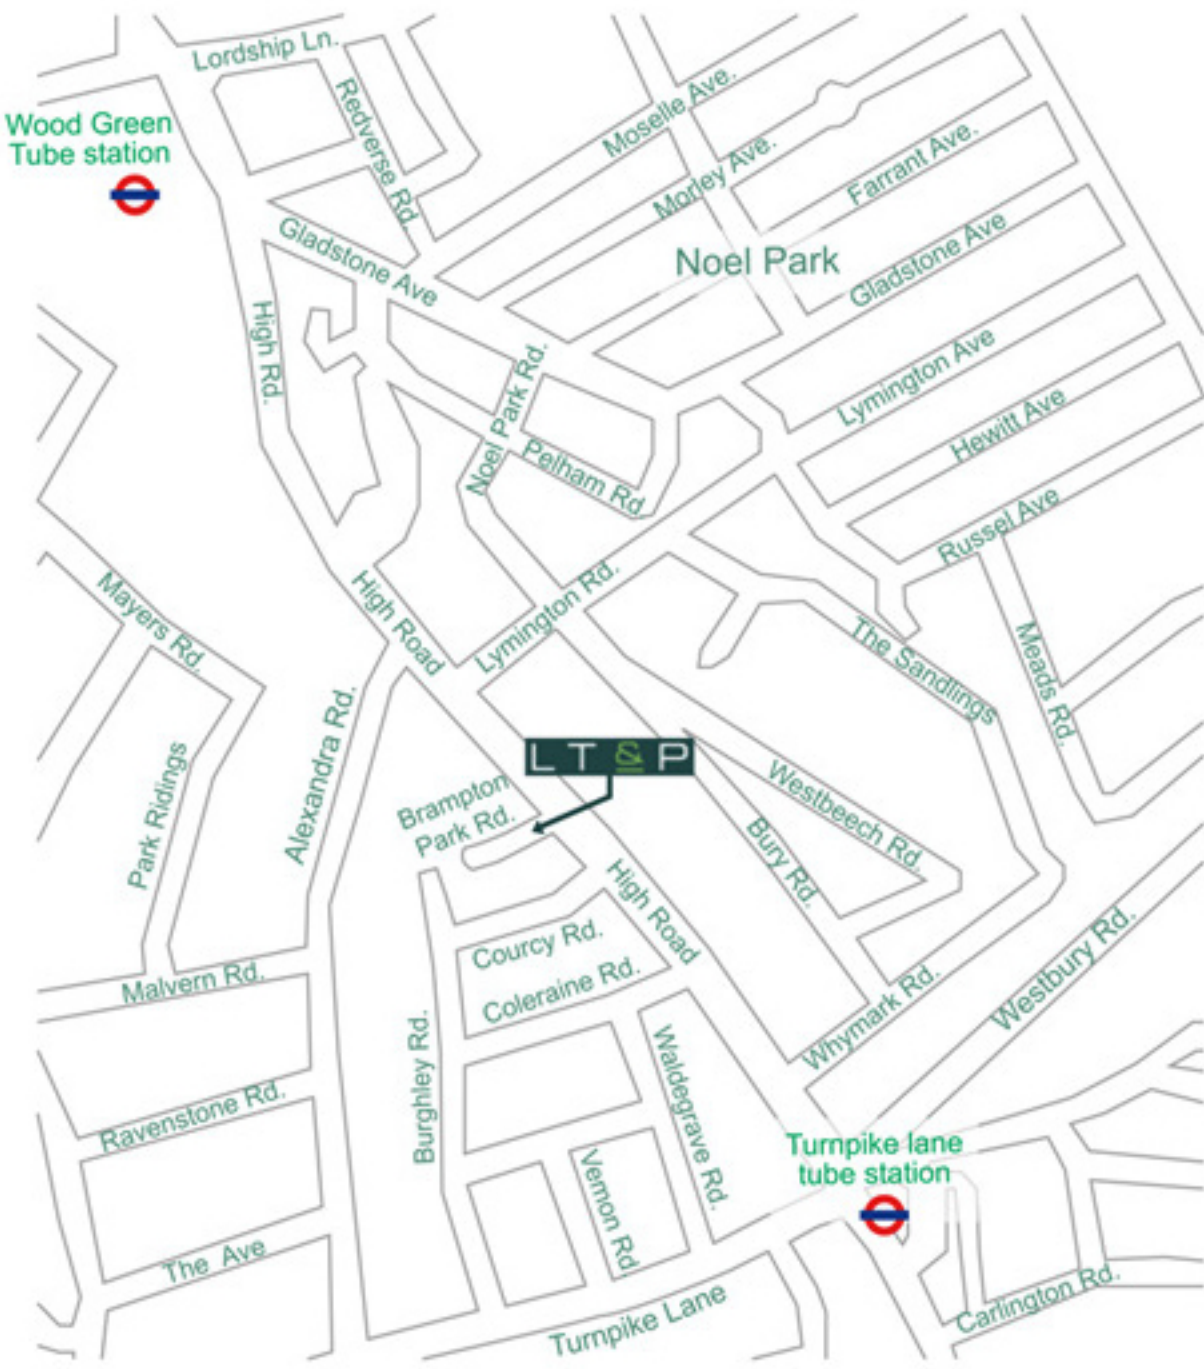 Lordship Ln.
Wood Green
Tube station
Redverse Rd.
Moselle Ave.
Morley Ave.
Farrant Ave.
Gladstone Ave
Noel Park
Gladstone Ave
High Rd.
Noel Park Rd.
Lymington Ave
Hewitt Ave
Pelham Rd
Russel Ave
Mayers Rd.
High Road
Lymington Rd.
The Sandlings
Meads Rd.
Alexandra Rd.
Park Ridings
LT&P
Brampton
Park Rd.
Westbeech Rd.
Bury Rd.
High Road
Courcy Rd.
Coleraine Rd.
Malvern Rd.
Whymark Rd.
Westbury Rd.
Burghley Rd.
Waldegrave Rd.
Ravenstone Rd.
Turnpike lane
tube station
Vernon Rd
The Ave
Turnpike Lane
Carlington Rd.